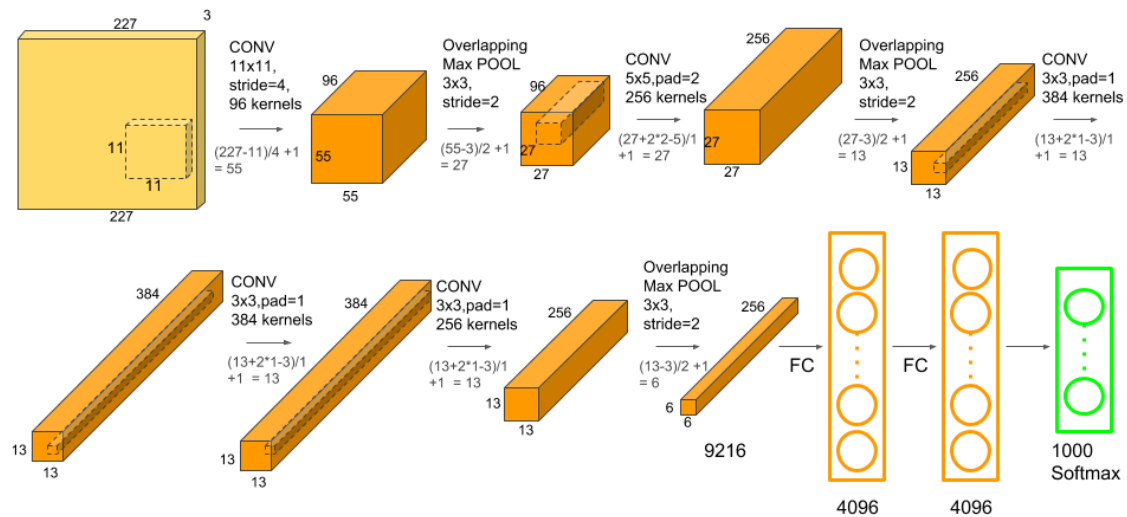 227
3
11
11
227
CONV
11x11,
stride=4,
96 kernels
(227-11)/4 +1
= 55
96
55
55
Overlapping
Max POOL
3x3,
stride=2
(55-3)/2 +1
= 27
96
27
27
CONV
5x5,pad=2
256 kernels
(27+2*2-5)/1
+1 = 27
256
27
27
Overlapping
Max POOL
3x3,
stride=2
(27-3)/2 +1
= 13
256
13
13
CONV
3x3,pad=1
384 kernels
(13+2*1-3)/1
+1 = 13
384
13
13
CONV
3x3,pad=1
384 kernels
(13+2*1-3)/1
+1 = 13
384
13
13
CONV
3x3,pad=1
256 kernels
(13+2*1-3)/1
+1 = 13
256
13
13
Overlapping
Max POOL
3x3,
stride=2
(13-3)/2 +1
= 6
256
6
6
9216
FC
4096
FC
4096
1000
Softmax